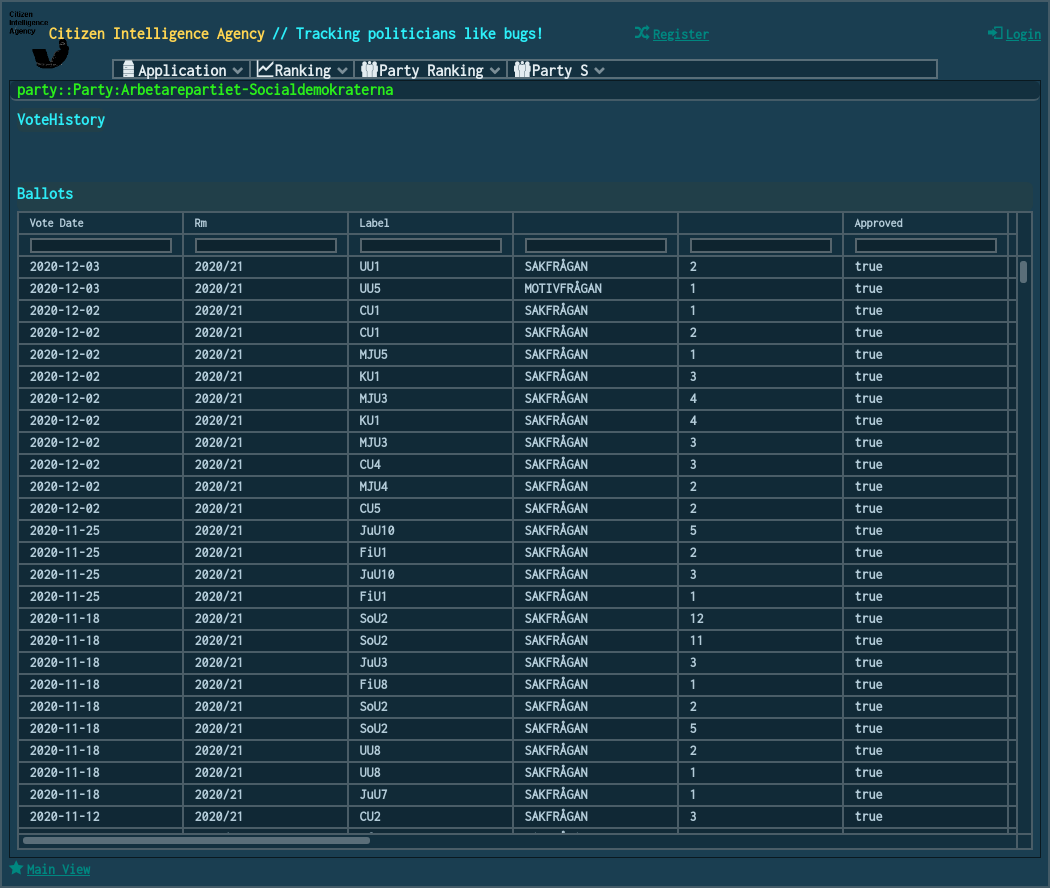 Citizen
Intelligence
Agency
Citizen Intelligence Agency // Tracking politicians like bugs!
Register
Login
Application Ranking Party Ranking Party S
party::Party:Arbetarepartiet-Socialdemokraterna
VoteHistory
Ballots
Vote Date Rm Label Approved
2020-12-03 2020/21 UU1 SAKFRÅGAN 2 true
2020-12-03 2020/21 UU5 MOTIVFRÅGAN 1 true
2020-12-02 2020/21 CU1 SAKFRÅGAN 1 true
2020-12-02 2020/21 CU1 SAKFRÅGAN 2 true
2020-12-02 2020/21 MJU5 SAKFRÅGAN 1 true
2020-12-02 2020/21 KU1 SAKFRÅGAN 3 true
2020-12-02 2020/21 MJU3 SAKFRÅGAN 4 true
2020-12-02 2020/21 KU1 SAKFRÅGAN 4 true
2020-12-02 2020/21 MJU3 SAKFRÅGAN 3 true
2020-12-02 2020/21 CU4 SAKFRÅGAN 3 true
2020-12-02 2020/21 MJU4 SAKFRÅGAN 2 true
2020-12-02 2020/21 CU5 SAKFRÅGAN 2 true
2020-11-25 2020/21 JuU10 SAKFRÅGAN 5 true
2020-11-25 2020/21 FiU1 SAKFRÅGAN 2 true
2020-11-25 2020/21 JuU10 SAKFRÅGAN 3 true
2020-11-25 2020/21 FiU1 SAKFRÅGAN 1 true
2020-11-18 2020/21 SoU2 SAKFRÅGAN 12 true
2020-11-18 2020/21 SoU2 SAKFRÅGAN 11 true
2020-11-18 2020/21 JuU3 SAKFRÅGAN 3 true
2020-11-18 2020/21 FiU8 SAKFRÅGAN 1 true
2020-11-18 2020/21 SoU2 SAKFRÅGAN 2 true
2020-11-18 2020/21 SoU2 SAKFRÅGAN 5 true
2020-11-18 2020/21 UU8 SAKFRÅGAN 2 true
2020-11-18 2020/21 UU8 SAKFRÅGAN 1 true
2020-11-18 2020/21 JuU7 SAKFRÅGAN 1 true
2020-11-12 2020/21 CU2 SAKFRÅGAN 3 true
Main View